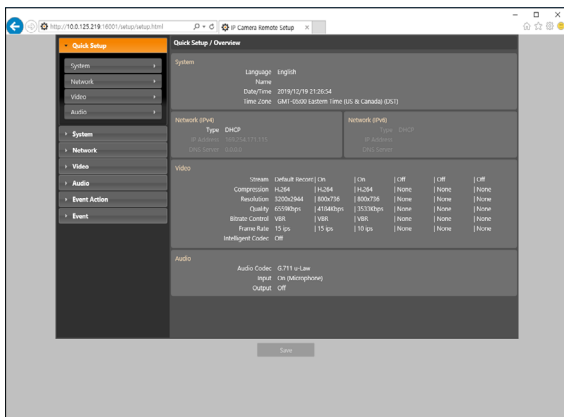 http://10.0.125.219:16001/setup/setup.html
IP Camera Remote Setup
Quick Setup
System
Network
Video
Audio
System
Network
Video
Audio
Event Action
Event
Quick Setup / Overview
System
Language English
Name
Date/Time 2019/12/19 21:26:54
Time Zone GMT-05:00 Eastern Time (US & Canada) (DST)
Network (IPv4)
Type DHCP
IP Address
DNS Server 0.0.0.0
Network (IPv6)
Type DHCP
IP Address
DNS Server
Video
Stream Default Record | On | On | Off | Off | Off
Compression H.264 | H.264 | H.264 | None | None | None
Resolution 3200x2944 | 800x736 | 800x736 | None | None | None
Quality 6559Kbps | 4184Kbps | 3533Kbps | None | None | None
Bitrate Control VBR | VBR | VBR | None | None | None
Frame Rate 15 ips | 15 ips | 10 ips | None | None | None
Intelligent Codec Off
Audio
Audio Codec G.711 u-Law
Input On (Microphone)
Output Off
Save